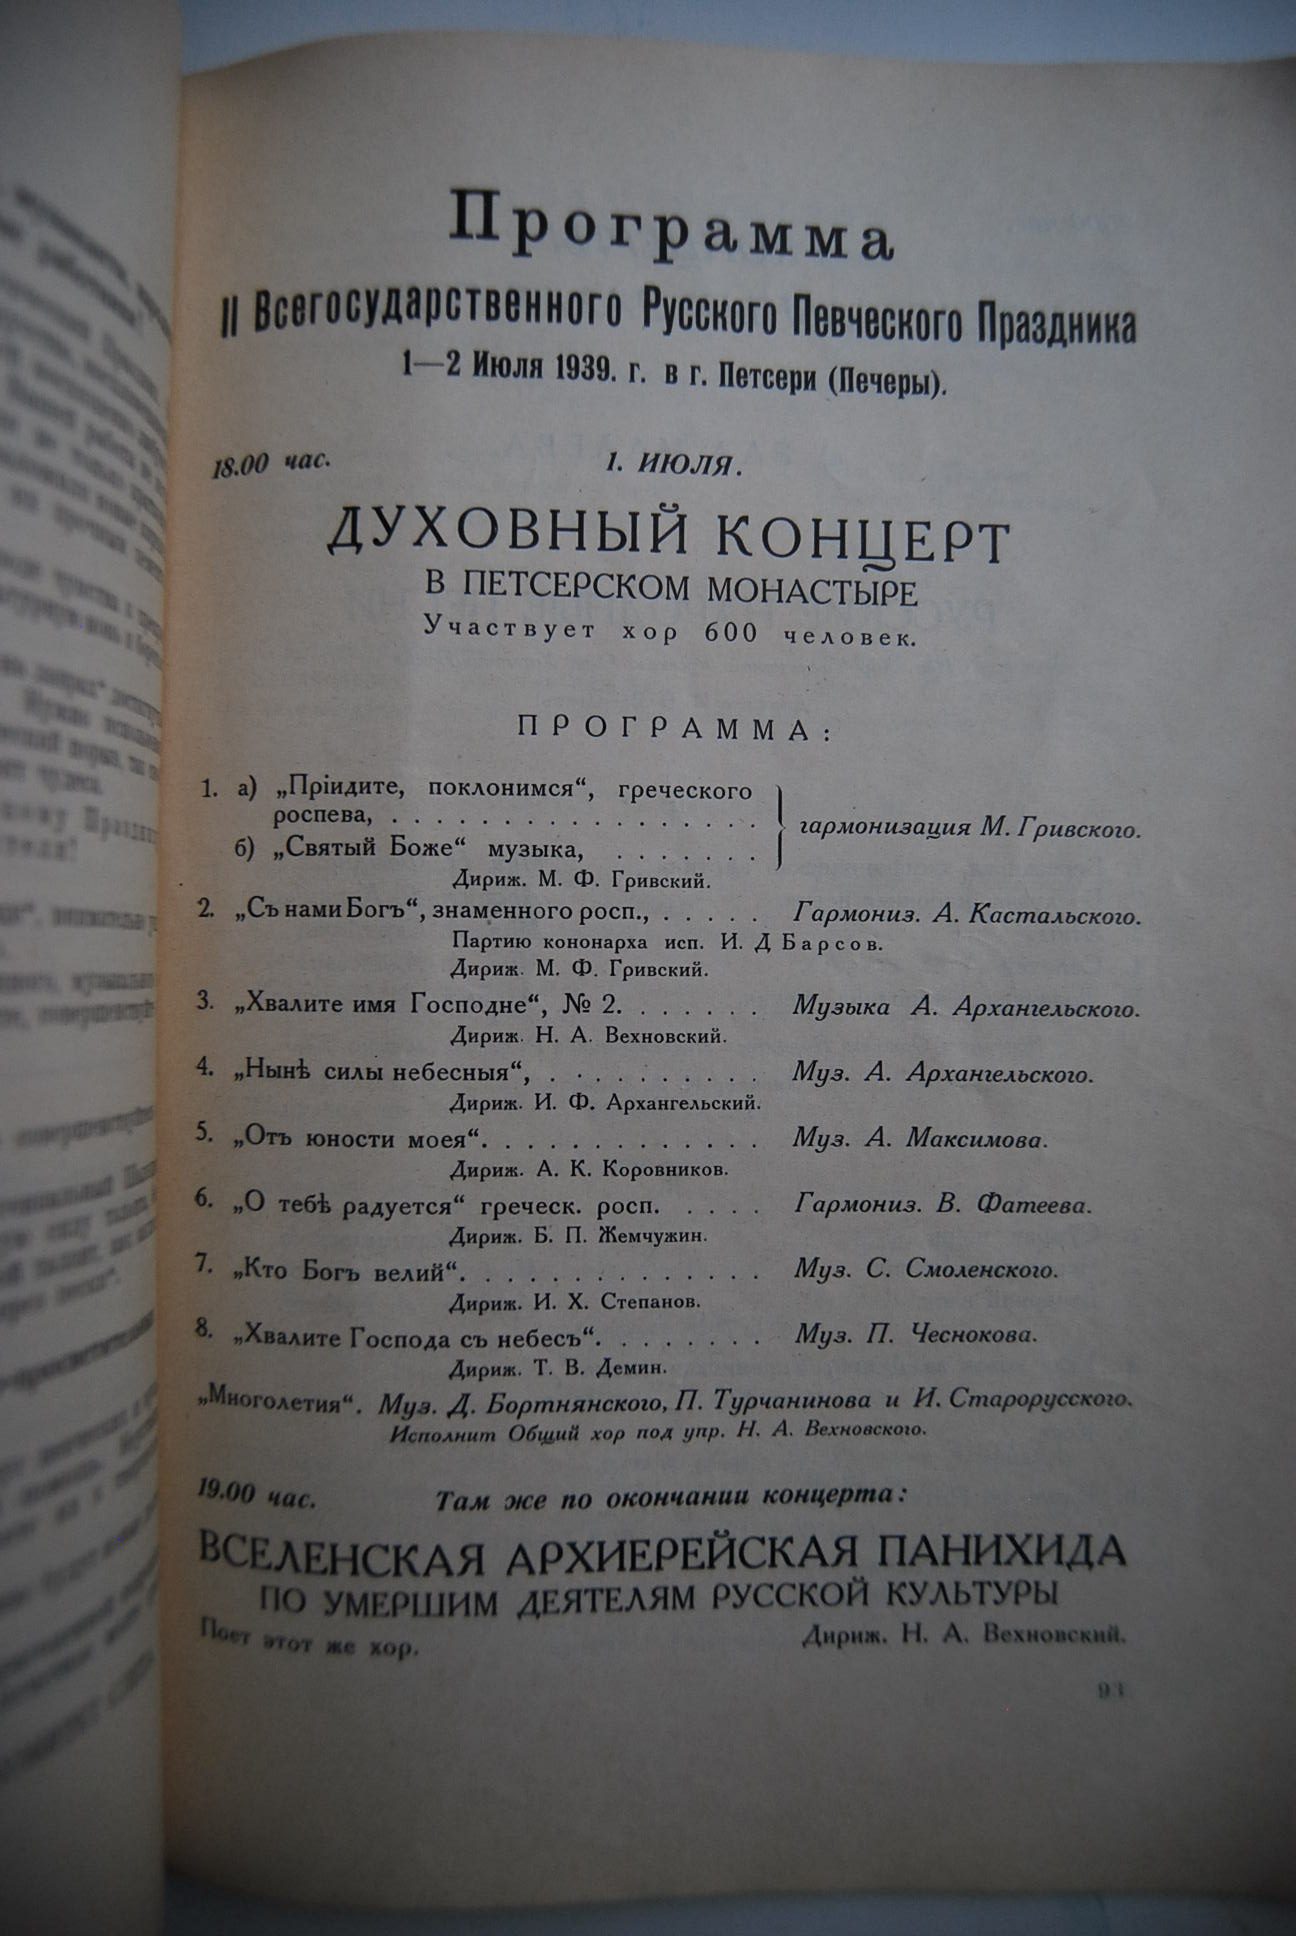 Программа
II Всегосударственного Русского Певческого Праздника
1—2 Июля 1939. г. в г. Петсери (Печеры).
18.00 час. 1. ИЮЛЯ.
ДУХОВНЫЙ КОНЦЕРТ
В ПЕТСЕРСКОМ МОНАСТЫРЕ
Участвует хор 600 человек.
ПРОГРАММА:
1. а) „Прiидите, поклонимся“, греческого
роспева, . . . . . . . . . . . . . . . . . гармонизация М. Гривского.
б) „Святый Боже“ музыка, . . . . . . .
Дириж. М. Ф. Гривский.
2. „Съ нами Богъ“, знаменного росп., . . . . . Гармониз. А. Кастальского.
Партию кононарха исп. И. Д Барсов.
Дириж. М. Ф. Гривский.
3. „Хвалите имя Господне“, № 2. . . . . . . Музыка А. Архангельского.
Дириж. Н. А. Вехновский.
4. „Нынѣ силы небесныя“, . . . . . . . . . . Муз. А. Архангельского.
Дириж. И. Ф. Архангельский.
5. „Отъ юности моея“. . . . . . . . . . . . . Муз. А. Максимова.
Дириж. А. К. Коровников.
6. „О тебѣ радуется“ греческ. росп. . . . . Гармониз. В. Фатеева.
Дириж. Б. П. Жемчужин.
7. „Кто Богъ велий“. . . . . . . . . . . . . . Муз. С. Смоленского.
Дириж. И. Х. Степанов.
8. „Хвалите Господа съ небесъ“. . . . . . . . Муз. П. Чеснокова.
Дириж. Т. В. Демин.
„Многолетия“. Муз. Д. Бортнянского, П. Турчанинова и И. Старорусского.
Исполнит Общий хор под упр. Н. А. Вехновского.
19.00 час. Там же по окончании концерта:
ВСЕЛЕНСКАЯ АРХИЕРЕЙСКАЯ ПАНИХИДА
ПО УМЕРШИМ ДЕЯТЕЛЯМ РУССКОЙ КУЛЬТУРЫ
Поет этот же хор. Дириж. Н. А. Вехновский.